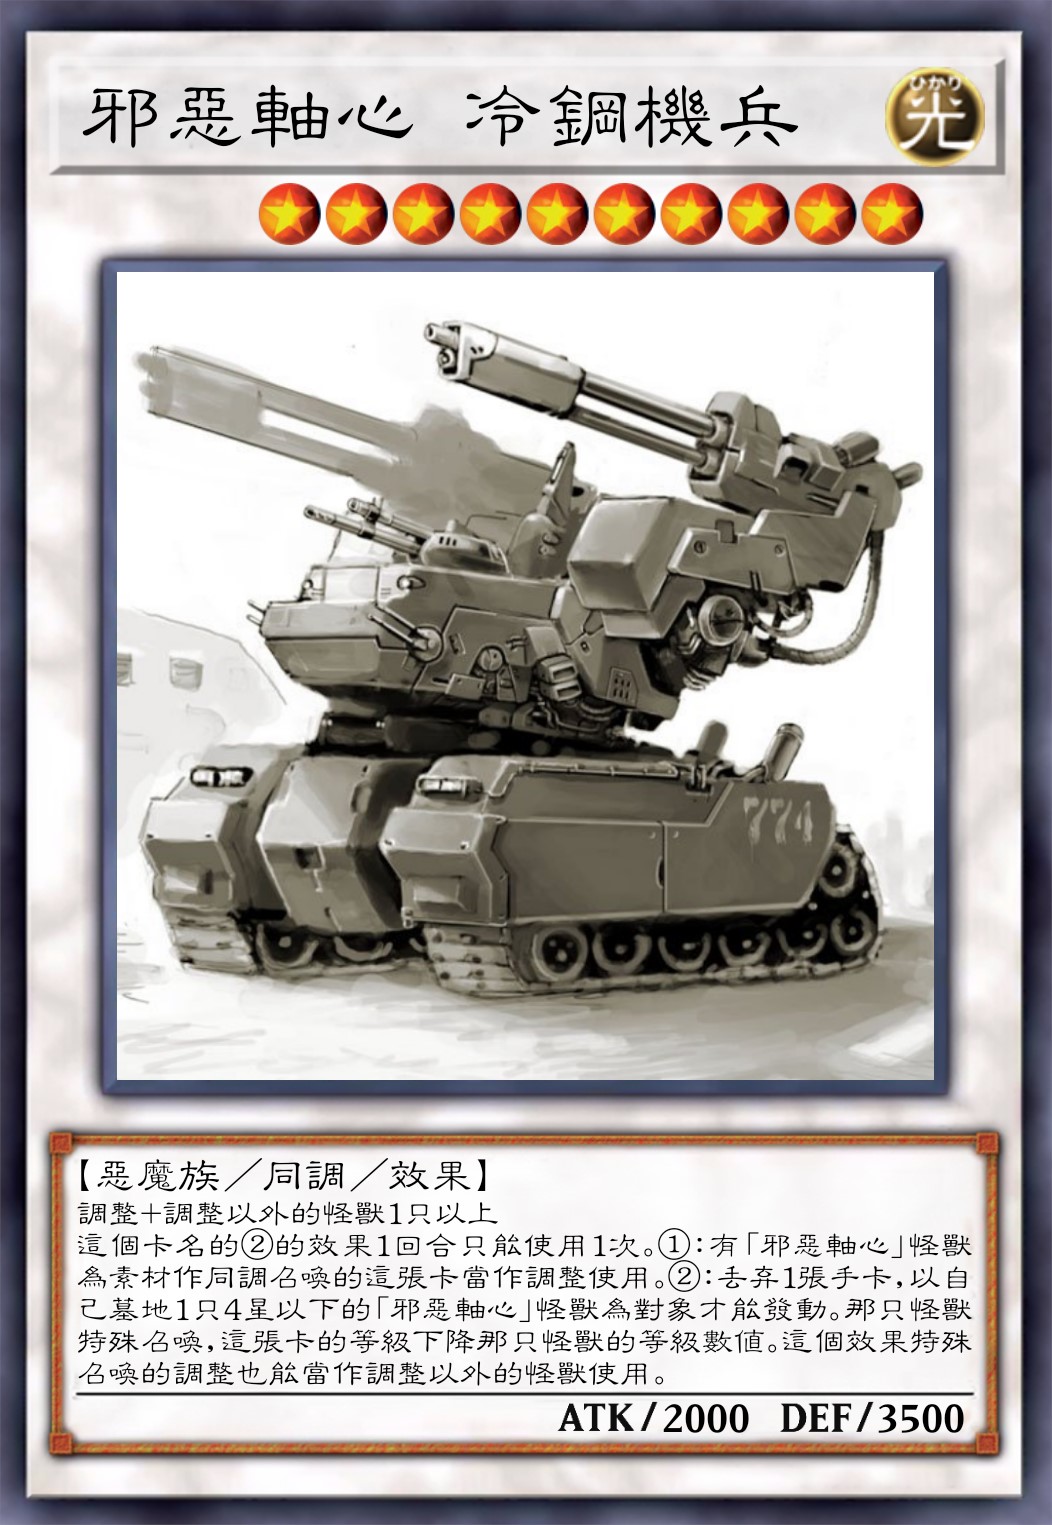 邪惡軸心 冷鋼機兵
ひかり
光
774
【惡魔族／同調／效果】
調整+調整以外的怪獸1只以上
這個卡名的②的效果1回合只能使用1次。①：有「邪惡軸心」怪獸
為素材作同調召喚的這張卡當作調整使用。②：丟弃1張手卡，以自
己墓地1只4星以下的「邪惡軸心」怪獸為對象才能發動。那只怪獸
特殊召喚，這張卡的等級下降那只怪獸的等級數值。這個效果特殊
召喚的調整也能當作調整以外的怪獸使用。
ATK/2000 DEF/3500